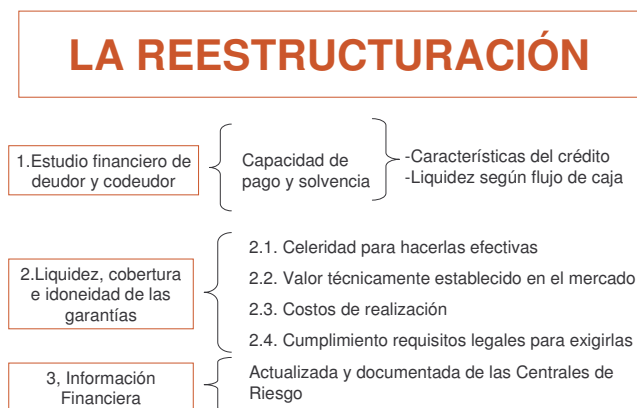 LA REESTRUCTURACIÓN
1.Estudio financiero de
deudor y codeudor
Capacidad de
pago y solvencia
-Características del crédito
-Liquidez según flujo de caja
2.Liquidez, cobertura
e idoneidad de las
garantías
2.1. Celeridad para hacerlas efectivas
2.2. Valor técnicamente establecido en el mercado
2.3. Costos de realización
2.4. Cumplimiento requisitos legales para exigirlas
3, Información
Financiera
Actualizada y documentada de las Centrales de
Riesgo